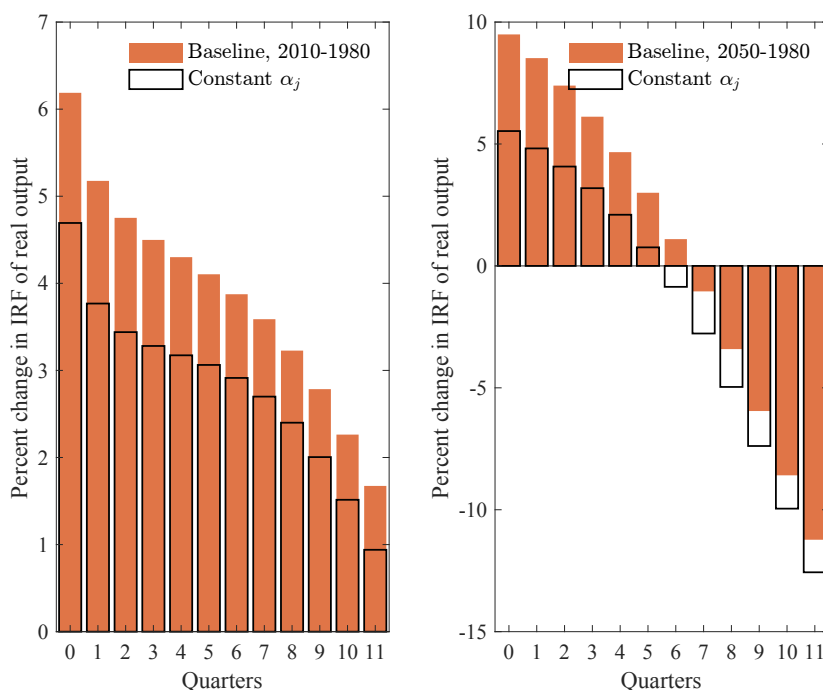 Baseline, 2010-1980
Constant αj
Percent change in IRF of real output
7
6
5
4
3
2
1
0
0 1 2 3 4 5 6 7 8 9 10 11
Quarters
Baseline, 2050-1980
Constant αj
Percent change in IRF of real output
10
5
0
-5
-10
-15
0 1 2 3 4 5 6 7 8 9 10 11
Quarters